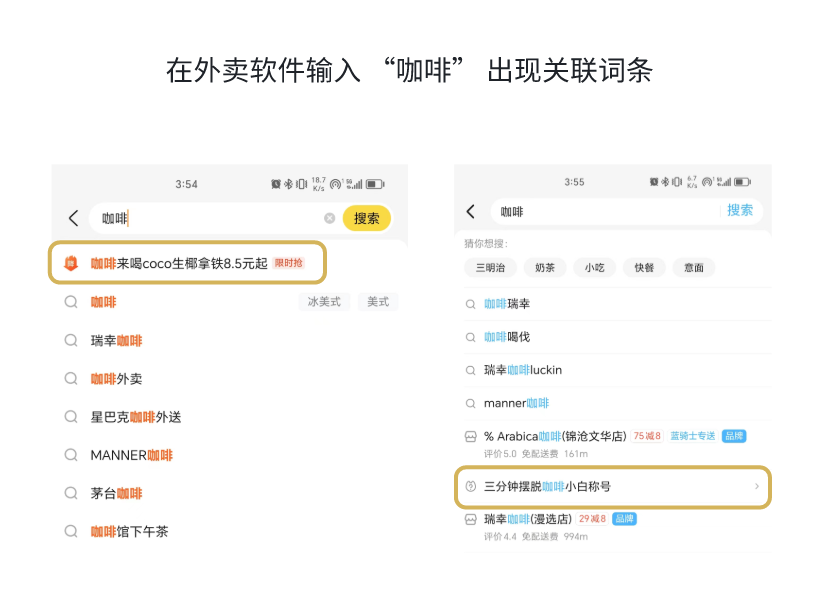 在外卖软件输入 “咖啡” 出现关联词条
3:54
18.7 K/s
咖啡
搜索
咖啡来喝coco生椰拿铁8.5元起 限时抢
咖啡 冰美式 美式
瑞幸咖啡
咖啡外卖
星巴克咖啡外送
MANNER咖啡
茅台咖啡
咖啡馆下午茶
3:55
6.7 K/s
咖啡
搜索
猜你想搜:
三明治 奶茶 小吃 快餐 意面
咖啡瑞幸
咖啡喝伐
瑞幸咖啡luckin
manner咖啡
% Arabica咖啡(锦沧文华店) 75减8 蓝骑士专送 品牌
评价5.0 免配送费 161m
三分钟摆脱咖啡小白称号
瑞幸咖啡(漫选店) 29减8 品牌
评价4.4 免配送费 994m